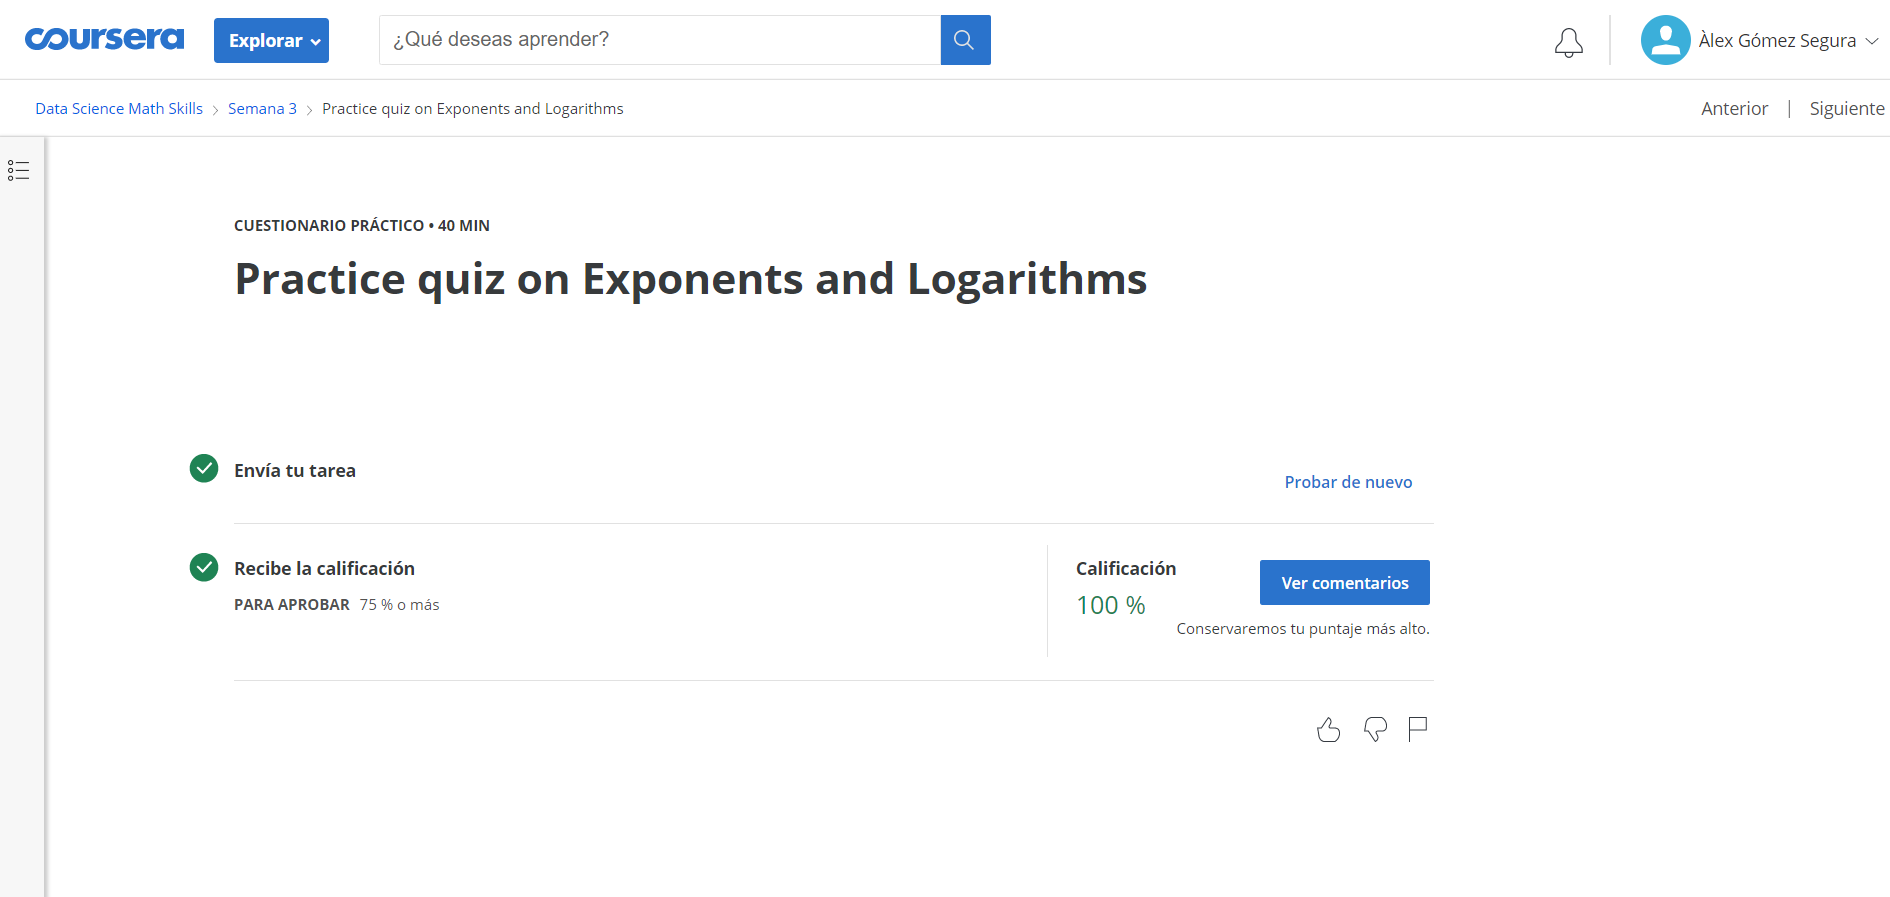 coursera
Explorar
¿Qué deseas aprender?
Àlex Gómez Segura
Data Science Math Skills > Semana 3 > Practice quiz on Exponents and Logarithms
Anterior | Siguiente
CUESTIONARIO PRÁCTICO • 40 MIN
Practice quiz on Exponents and Logarithms
Envía tu tarea
Probar de nuevo
Recibe la calificación
PARA APROBAR 75 % o más
Calificación
100 %
Ver comentarios
Conservaremos tu puntaje más alto.